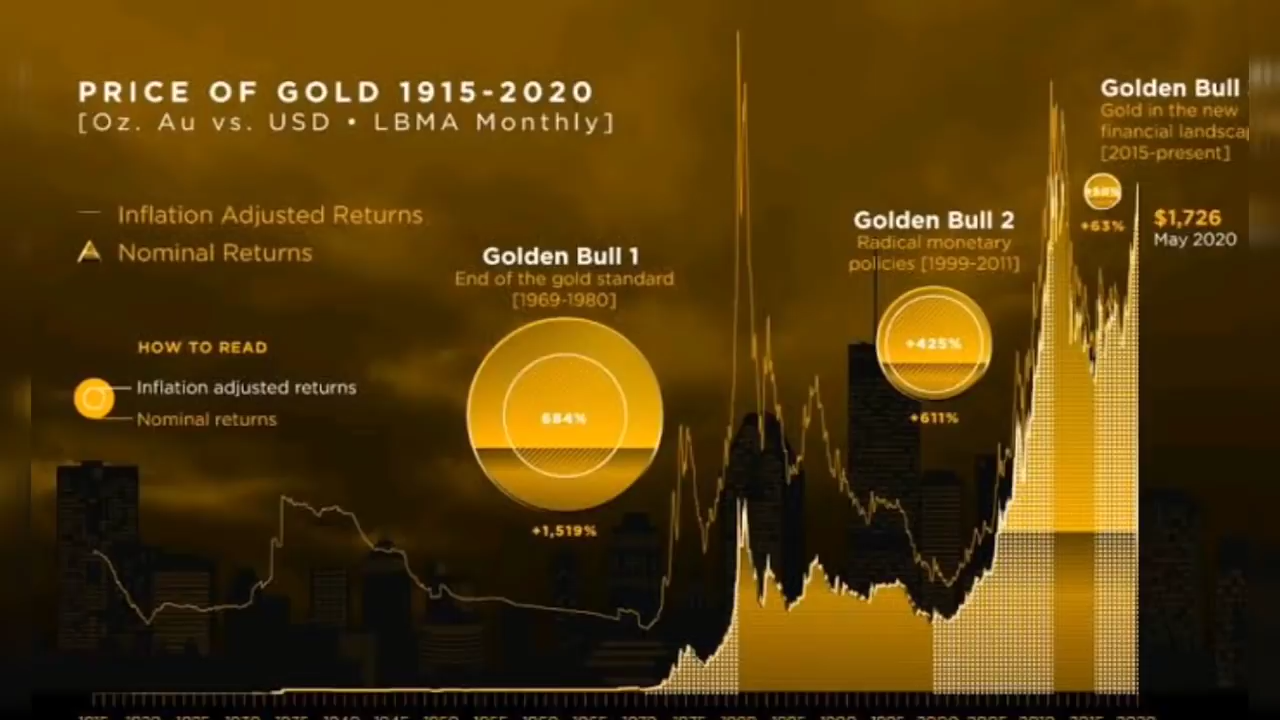 PRICE OF GOLD 1915-2020
[Oz. Au vs. USD • LBMA Monthly]
Inflation Adjusted Returns
Nominal Returns
HOW TO READ
Inflation adjusted returns
Nominal returns
Golden Bull 1
End of the gold standard
[1969-1980]
684%
+1,519%
Golden Bull 2
Radical monetary
policies [1999-2011]
+425%
+611%
Golden Bull
Gold in the new
financial landscap
[2015-present]
+63%
$1,726
May 2020